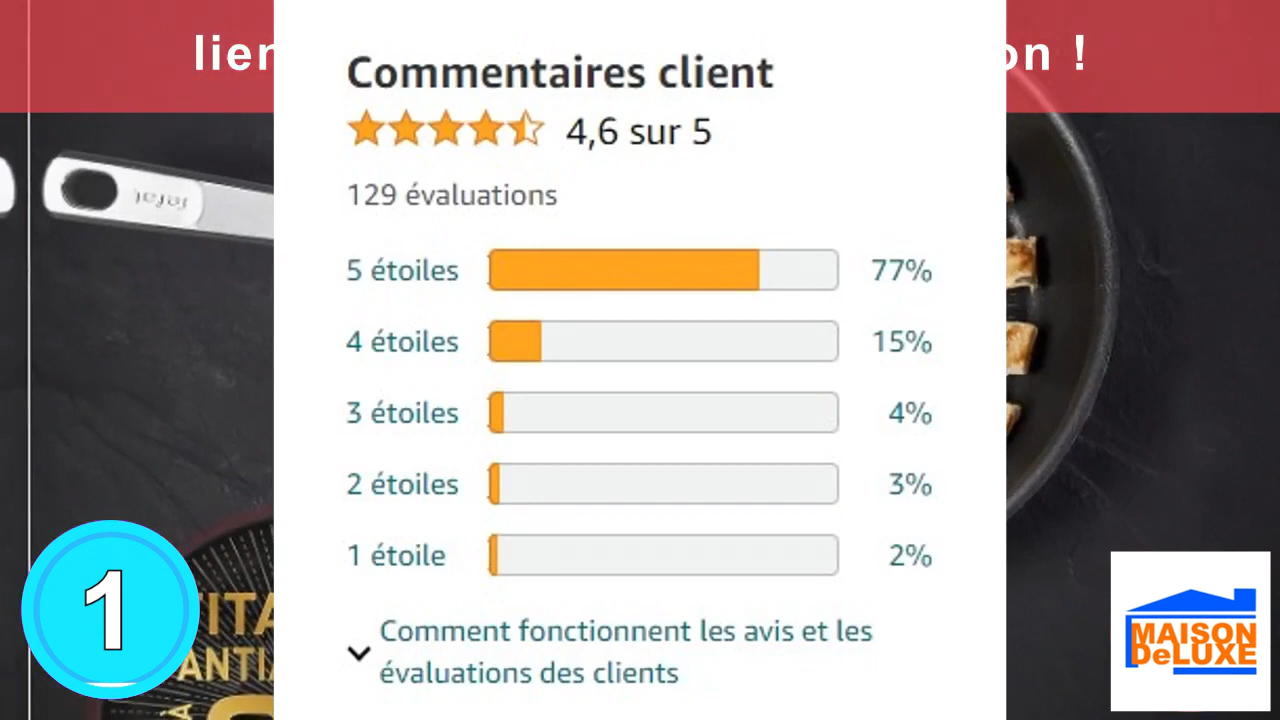 lien
on !
Commentaires client
4,6 sur 5
129 évaluations
5 étoiles 77%
4 étoiles 15%
3 étoiles 4%
2 étoiles 3%
1 étoile 2%
Comment fonctionnent les avis et les
évaluations des clients
1
MAISON
DeLUXE